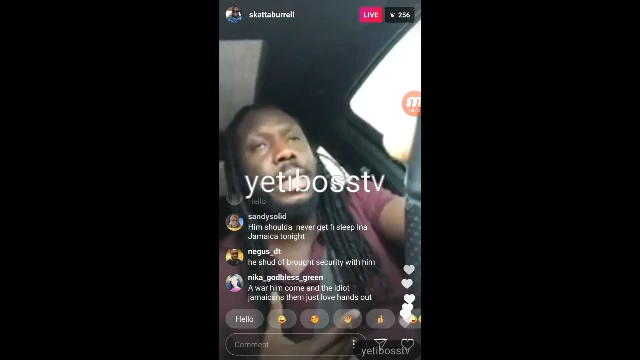 skattaburrell
LIVE
256
yetibosstv
Hello
sandysolid
Him shoulda never get fi sleep Ina
Jamaica tonight
negus_dt
he shud of brought security with him
nika_godbless_green
A war him come and the idiot
jamaicans them just love hands out
Hello
Comment
yetibosstv